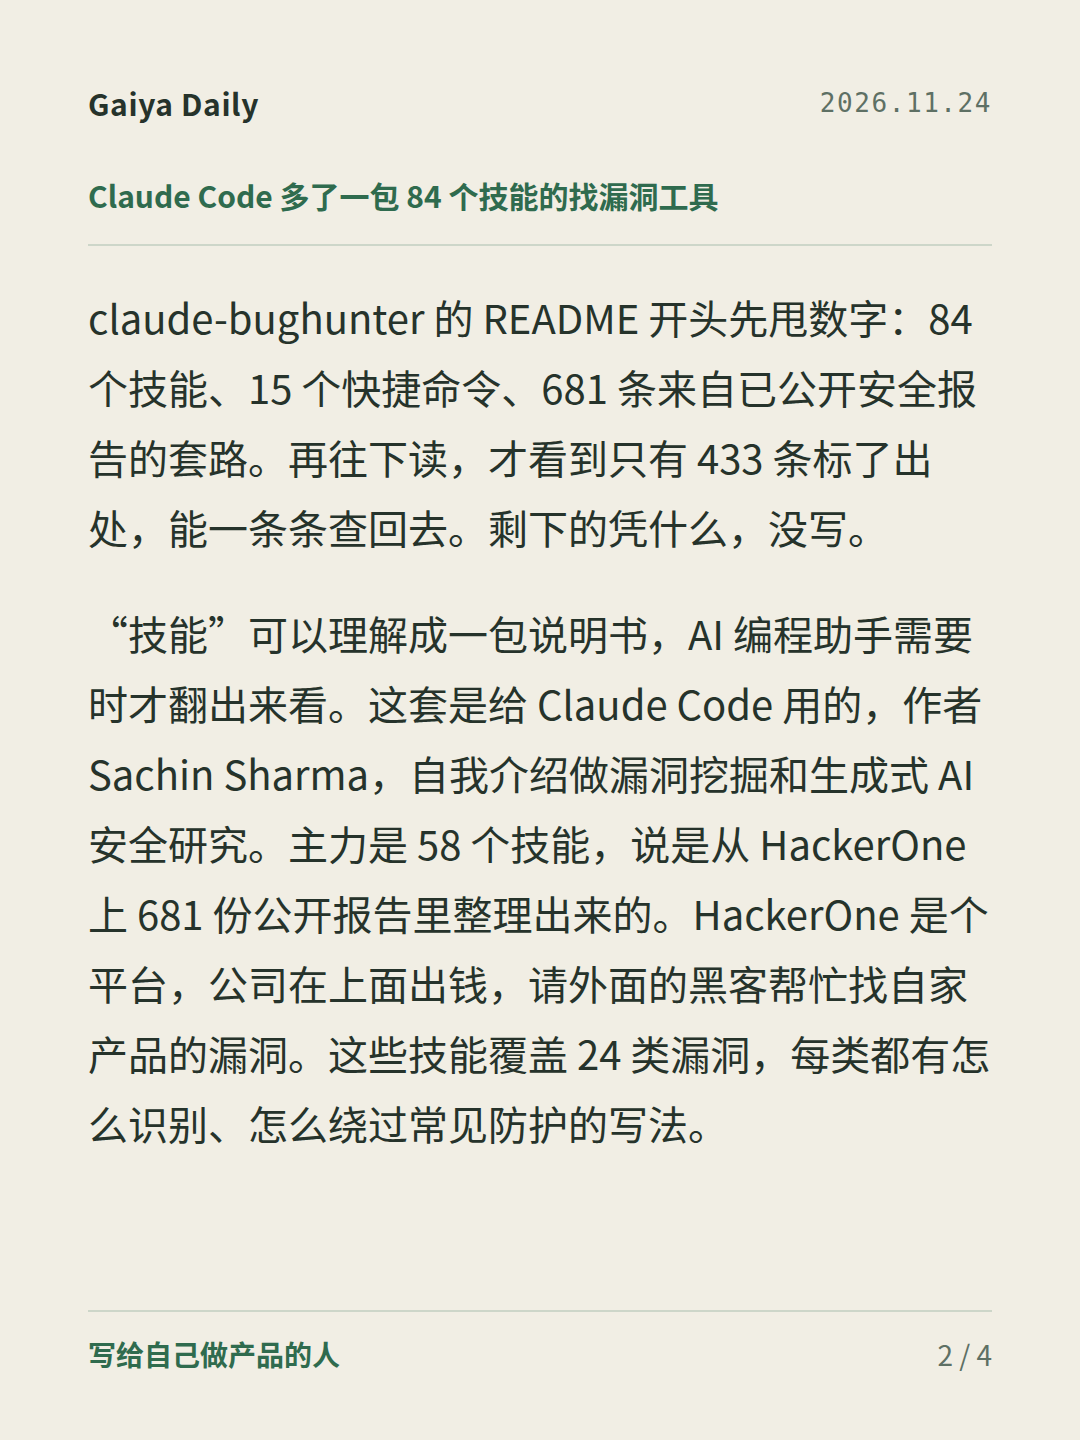 Gaiya Daily
2026.11.24
Claude Code 多了一包 84 个技能的找漏洞工具
claude-bughunter 的 README 开头先甩数字：84
个技能、15 个快捷命令、681 条来自已公开安全报
告的套路。再往下读，才看到只有 433 条标了出
处，能一条条查回去。剩下的凭什么，没写。
“技能”可以理解成一包说明书，AI 编程助手需要
时才翻出来看。这套是给 Claude Code 用的，作者
Sachin Sharma，自我介绍做漏洞挖掘和生成式 AI
安全研究。主力是 58 个技能，说是从 HackerOne
上 681 份公开报告里整理出来的。HackerOne 是个
平台，公司在上面出钱，请外面的黑客帮忙找自家
产品的漏洞。这些技能覆盖 24 类漏洞，每类都有怎
么识别、怎么绕过常见防护的写法。
写给自己做产品的人
2 / 4